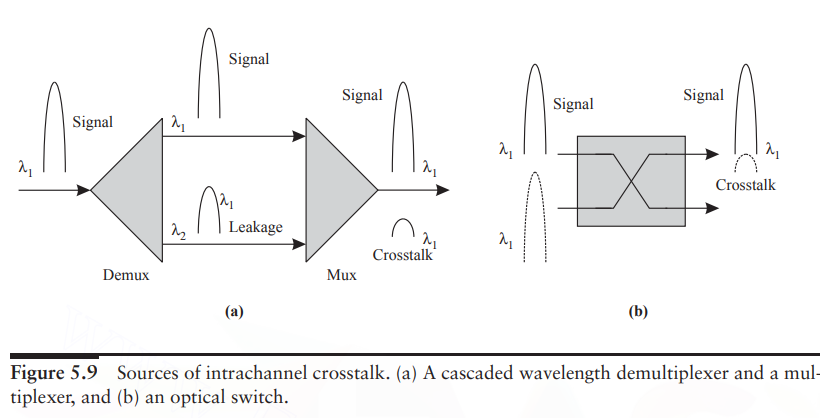 Signal
Signal
λ1
Signal
Signal
Signal
Signal
λ1
λ1
λ1
λ1
λ1
λ1
Crosstalk
λ2
Leakage
λ1
λ1
Crosstalk
Demux
Mux
(a)
(b)
Figure 5.9 Sources of intrachannel crosstalk. (a) A cascaded wavelength demultiplexer and a mul-
tiplexer, and (b) an optical switch.